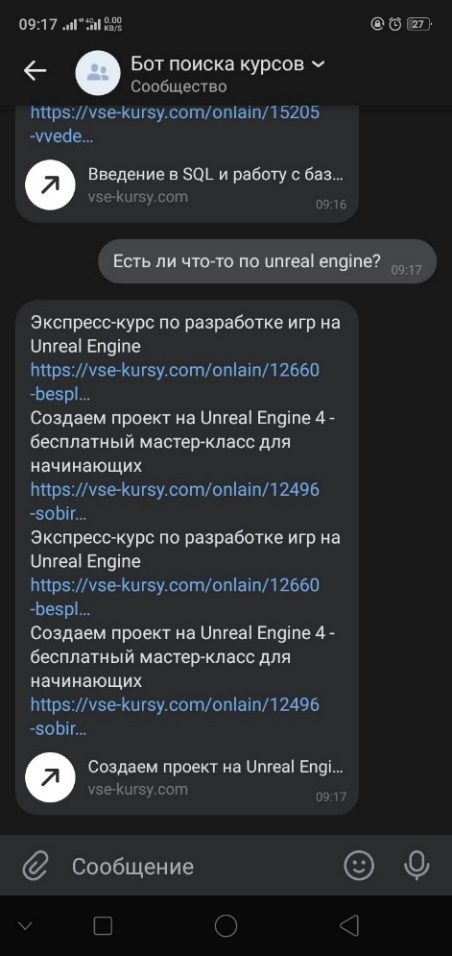 09:17 4G 0.00 KB/S 27
Бот поиска курсов
Сообщество
https://vse-kursy.com/onlain/15205
-vvede...
Введение в SQL и работу с баз...
vse-kursy.com
09:16
Есть ли что-то по unreal engine?
09:17
Экспресс-курс по разработке игр на
Unreal Engine
https://vse-kursy.com/onlain/12660
-bespl...
Создаем проект на Unreal Engine 4 -
бесплатный мастер-класс для
начинающих
https://vse-kursy.com/onlain/12496
-sobir...
Экспресс-курс по разработке игр на
Unreal Engine
https://vse-kursy.com/onlain/12660
-bespl...
Создаем проект на Unreal Engine 4 -
бесплатный мастер-класс для
начинающих
https://vse-kursy.com/onlain/12496
-sobir...
Создаем проект на Unreal Engi...
vse-kursy.com
09:17
Сообщение